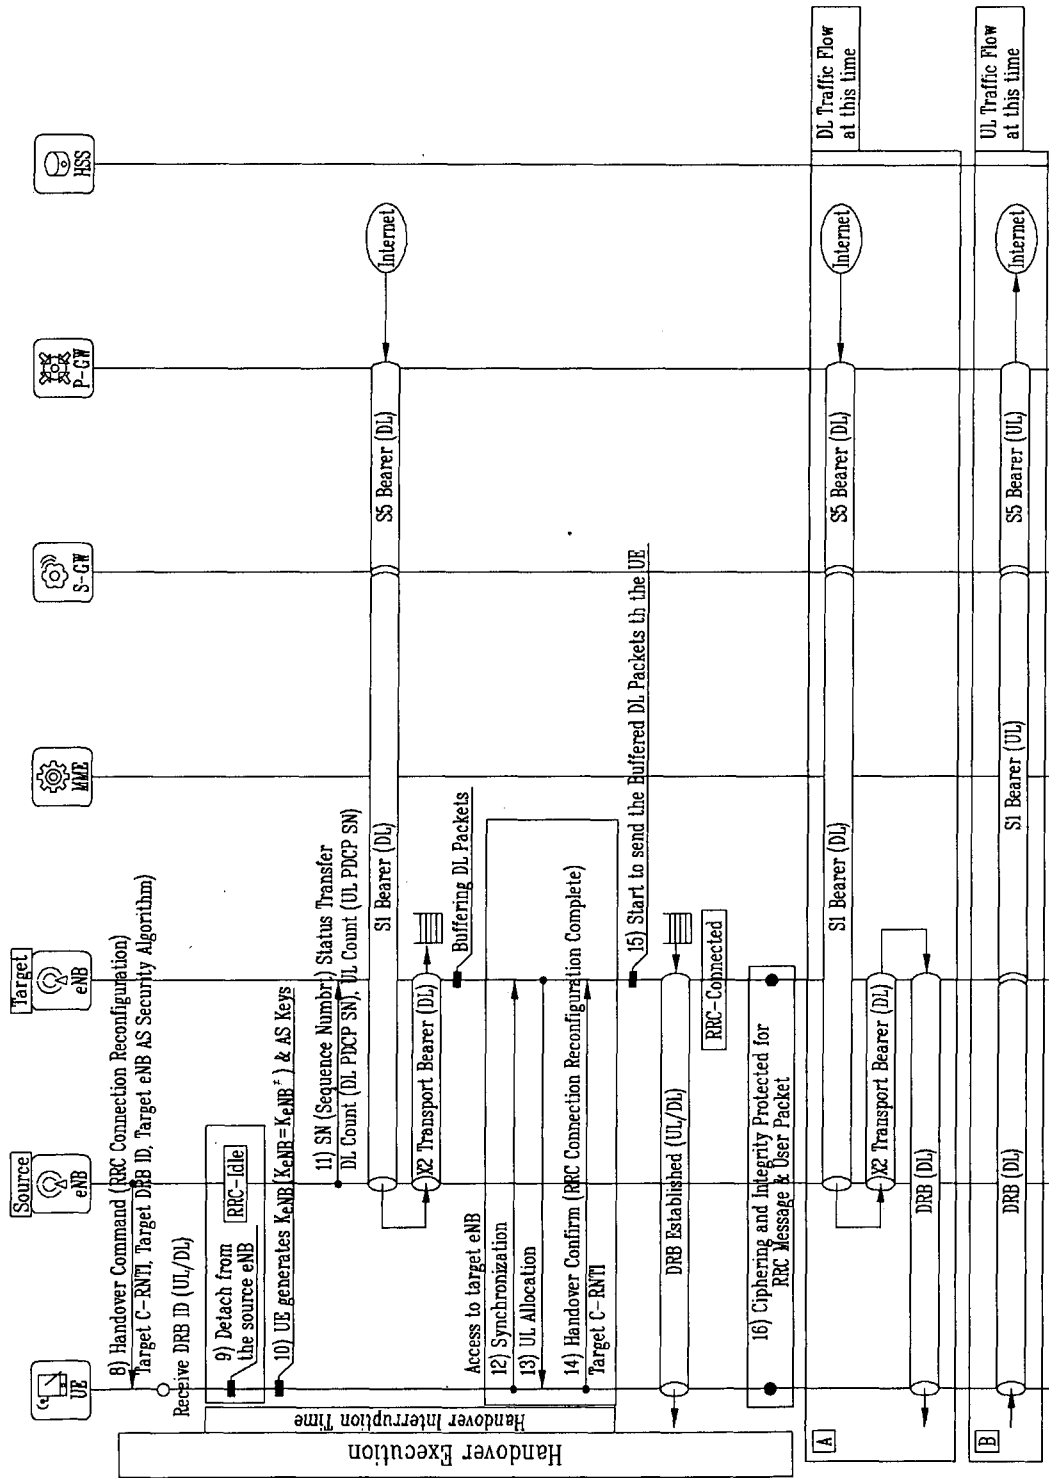 UE
Source
eNB
Target
eNB
MME
S-GW
P-GW
HSS
Handover Execution
Handover Interruption Time
8) Handover Command (RRC Connection Reconfiguration)
Target C-RNTI, Target DRB ID, Target eNB AS Security Algorithm)
Receive DRB ID (UL/DL)
9) Detach from
the source eNB
RRC-Idle
10) UE generates KeNB(KeNB=KeNB*) & AS Keys
11) SN (Sequence Numbr.) Status Transfer
DL Count (DL PDCP SN), UL Count (UL PDCP SN)
S1 Bearer (DL)
S5 Bearer (DL)
Internet
X2 Transport Bearer (DL)
Buffering DL Packets
Access to target eNB
12) Synchronization
13) UL Allocation
14) Handover Confirm (RRC Connection Reconfiguration Complete)
Target C-RNTI
15) Start to send the Buffered DL Packets th the UE
DRB Established (UL/DL)
RRC-Connected
16) Ciphering and Integrity Protected for
RRC Message & User Packet
A
DL Traffic Flow
at this time
S1 Bearer (DL)
S5 Bearer (DL)
Internet
X2 Transport Bearer (DL)
DRB (DL)
B
UL Traffic Flow
at this time
DRB (DL)
S1 Bearer (UL)
S5 Bearer (UL)
Internet